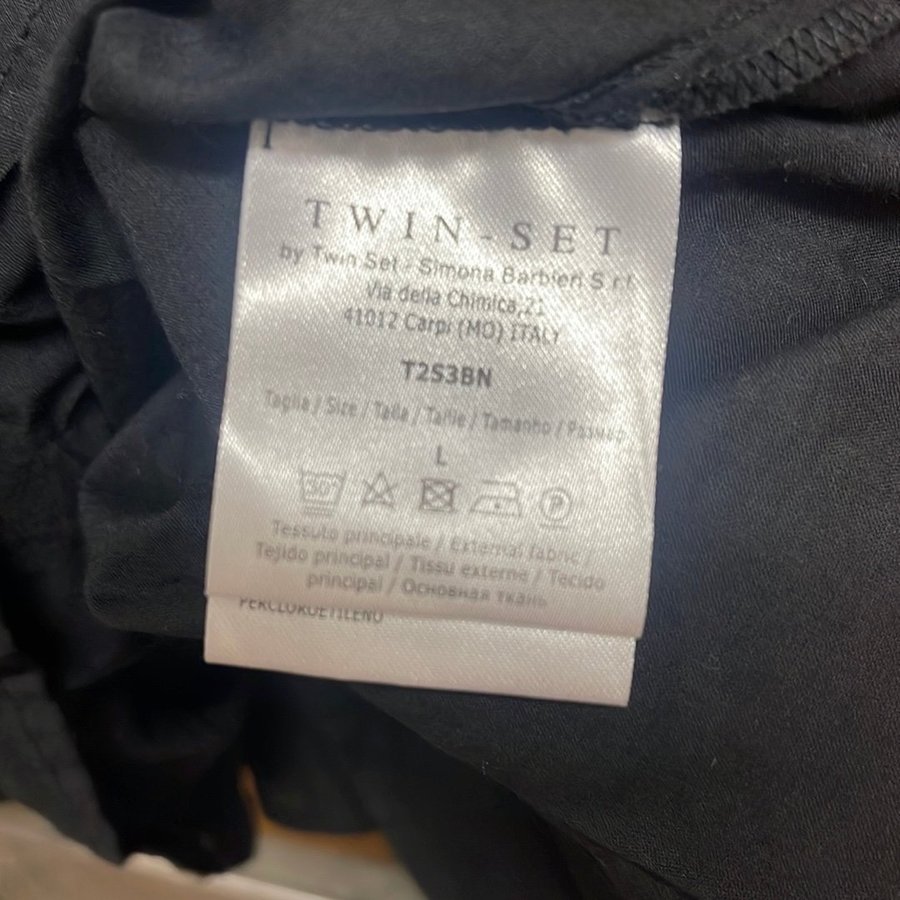 TWIN-SET
by Twin Set - Simona Barbieri S.r.l.
Via della Chimica,21
41012 Carpi (MO) ITALY
T2S3BN
Taglia / Size / Talla / Taille / Tamanho / Размер
L
30°
P
Tessuto principale / External fabric /
Tejido principal / Tissu externe / Tecido
principal / Основная ткань
PERCLOROETILENO